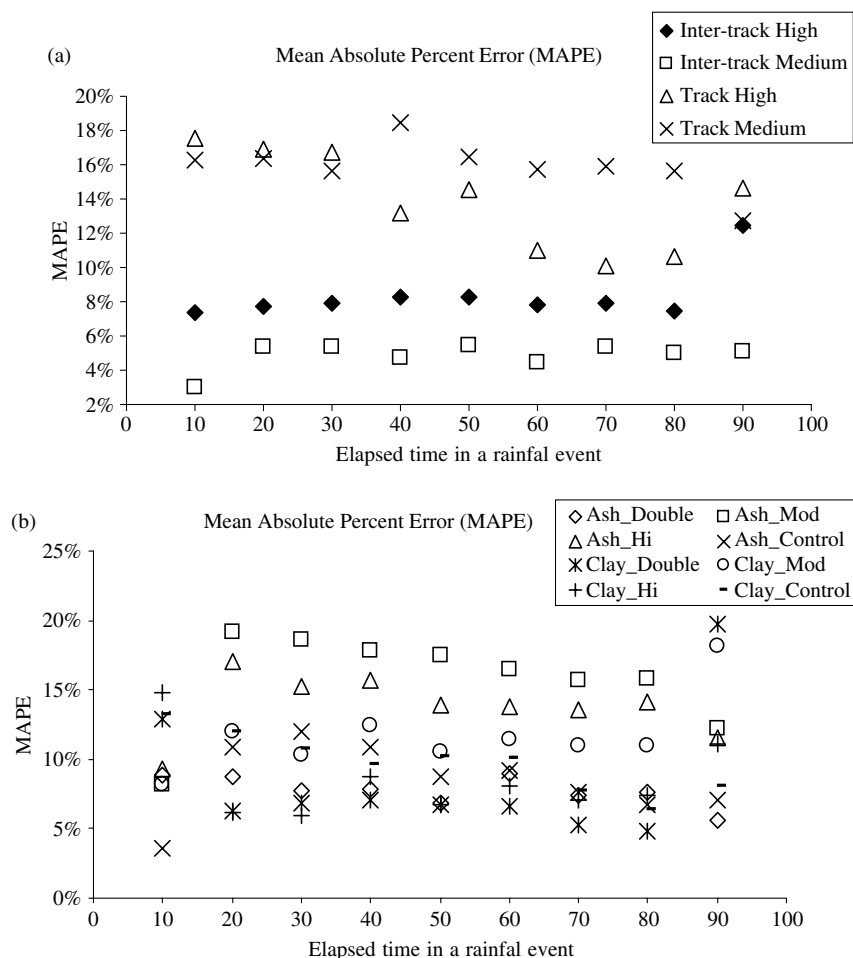 (a)
Mean Absolute Percent Error (MAPE)
Inter-track High
Inter-track Medium
Track High
Track Medium
20%
18%
16%
14%
12%
10%
8%
6%
4%
2%
MAPE
0 10 20 30 40 50 60 70 80 90 100
Elapsed time in a rainfal event
(b)
Mean Absolute Percent Error (MAPE)
Ash_Double Ash_Mod
Ash_Hi Ash_Control
Clay_Double Clay_Mod
Clay_Hi Clay_Control
25%
20%
15%
10%
5%
0%
MAPE
0 10 20 30 40 50 60 70 80 90 100
Elapsed time in a rainfall event